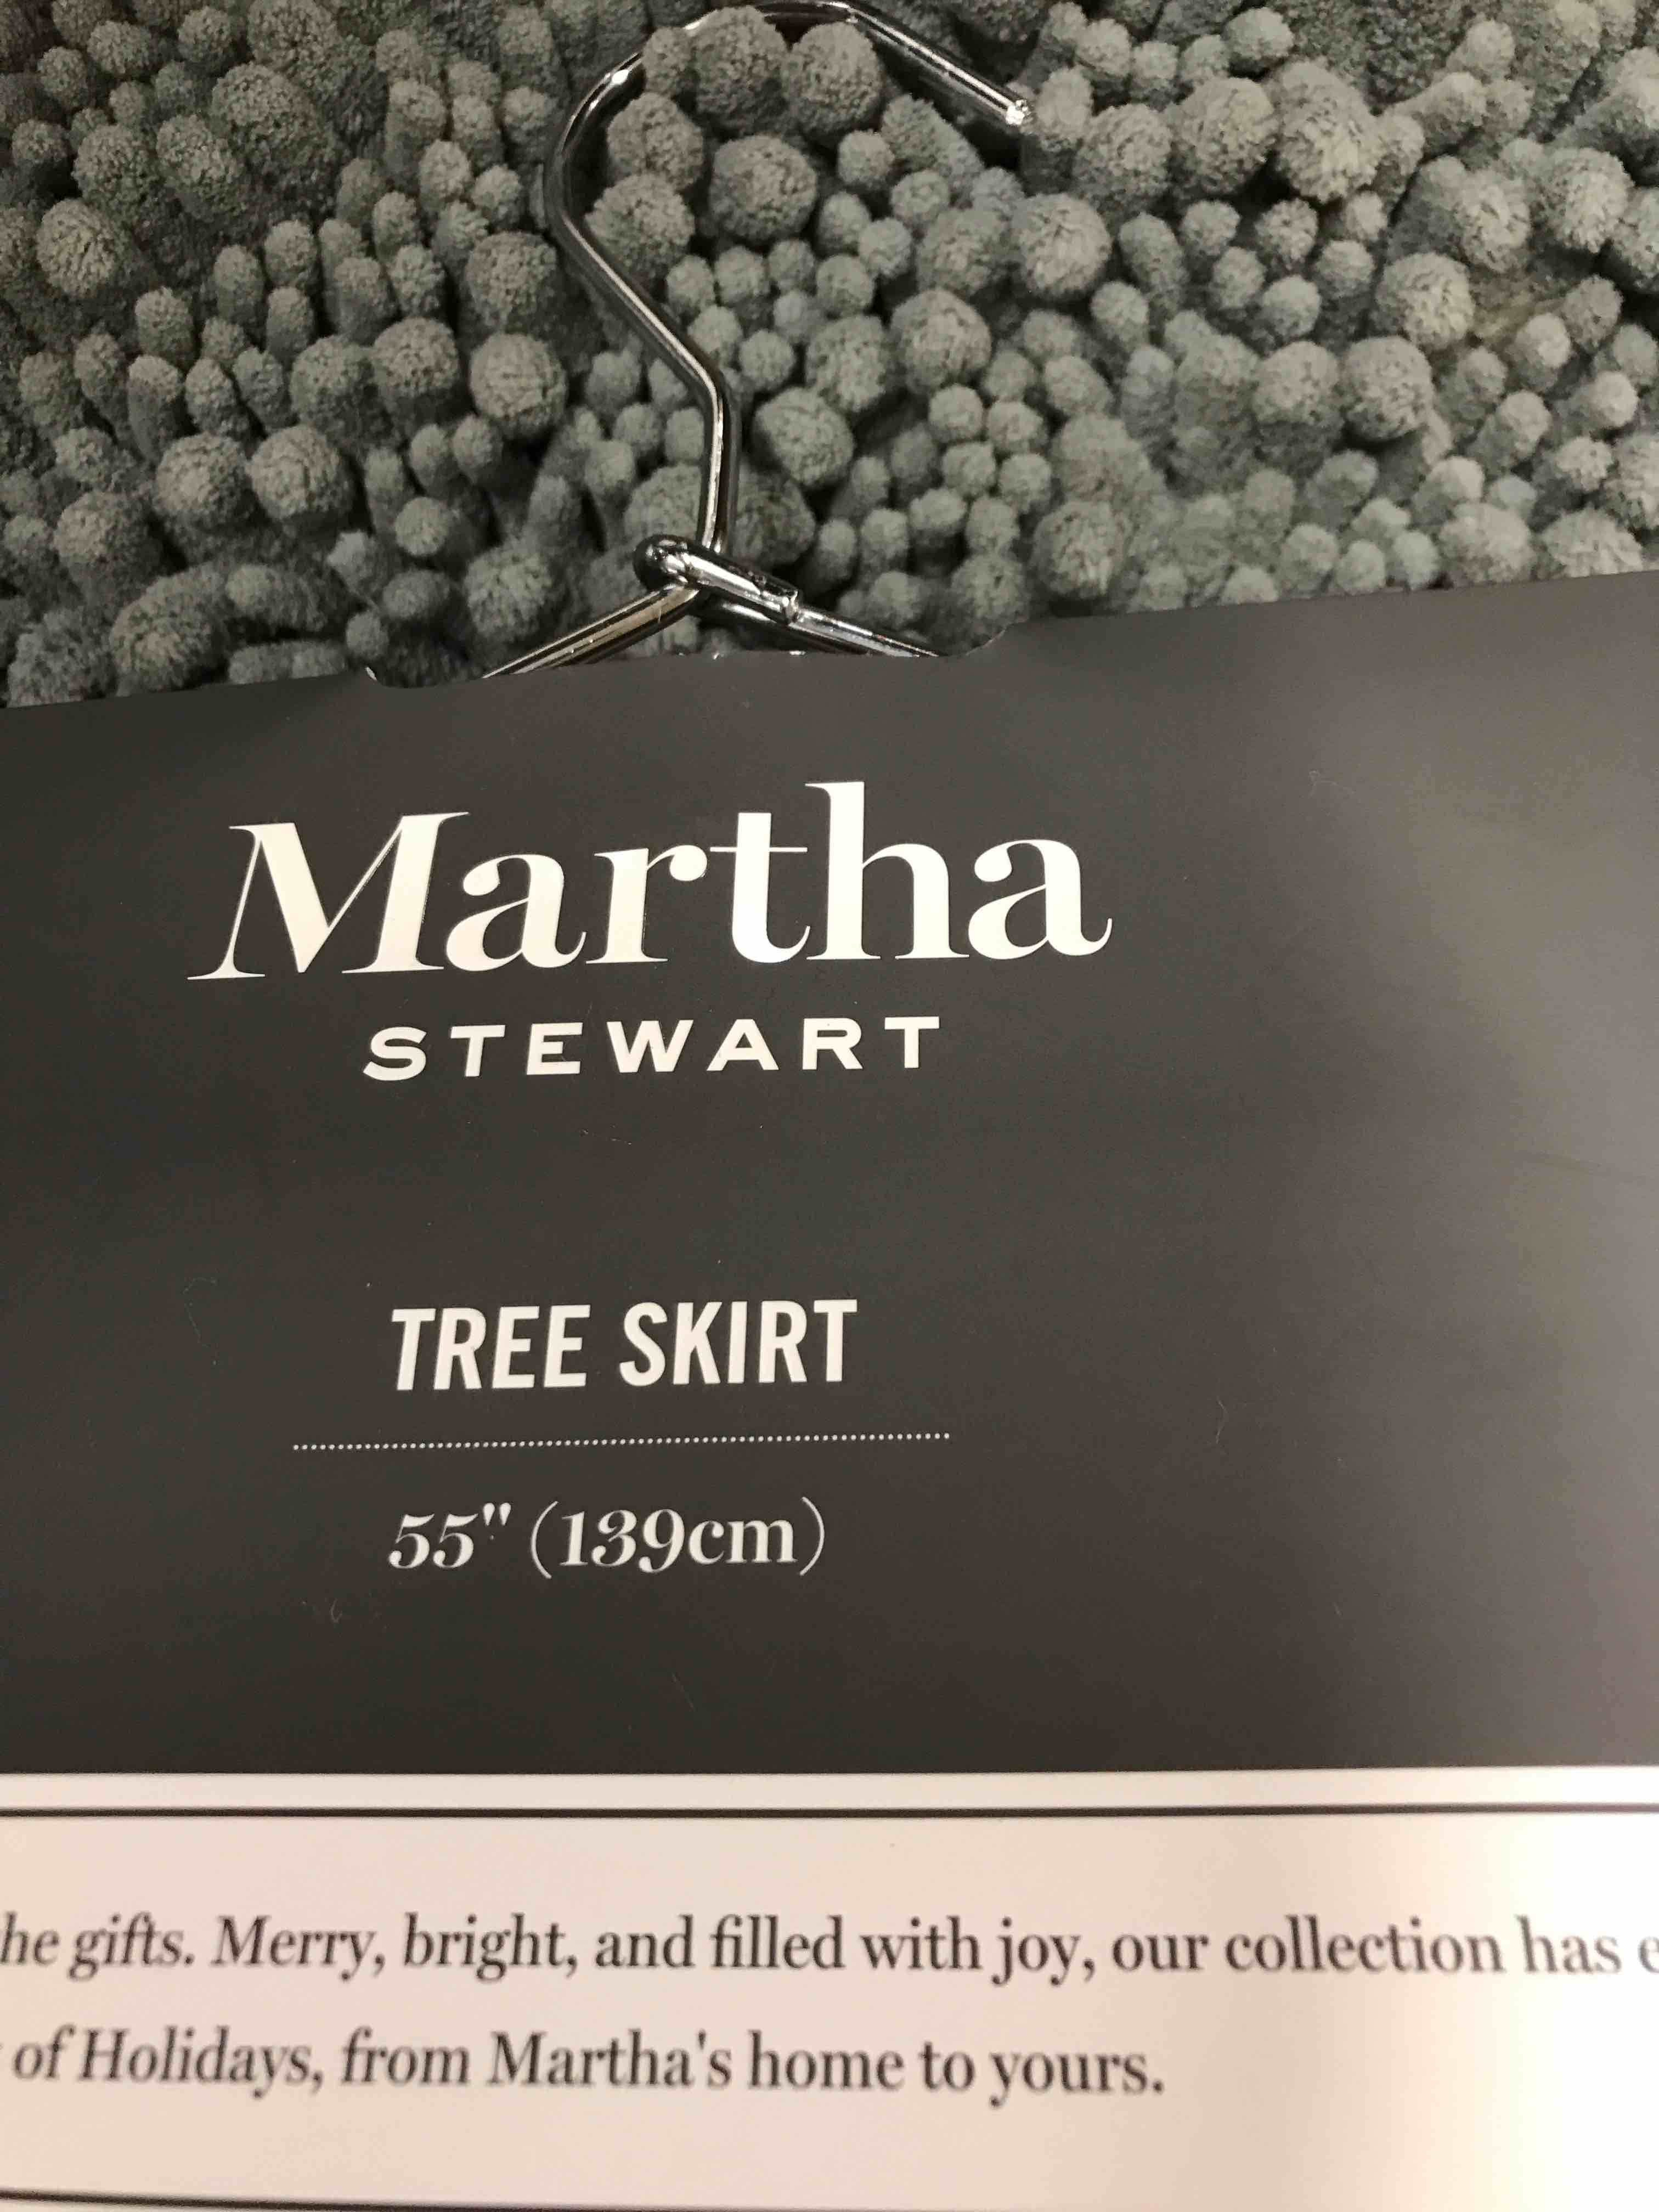 Martha
STEWART
TREE SKIRT
55" (139cm)
gifts. Merry, bright, and filled with joy, our collection has
of Holidays, from Martha's home to yours.